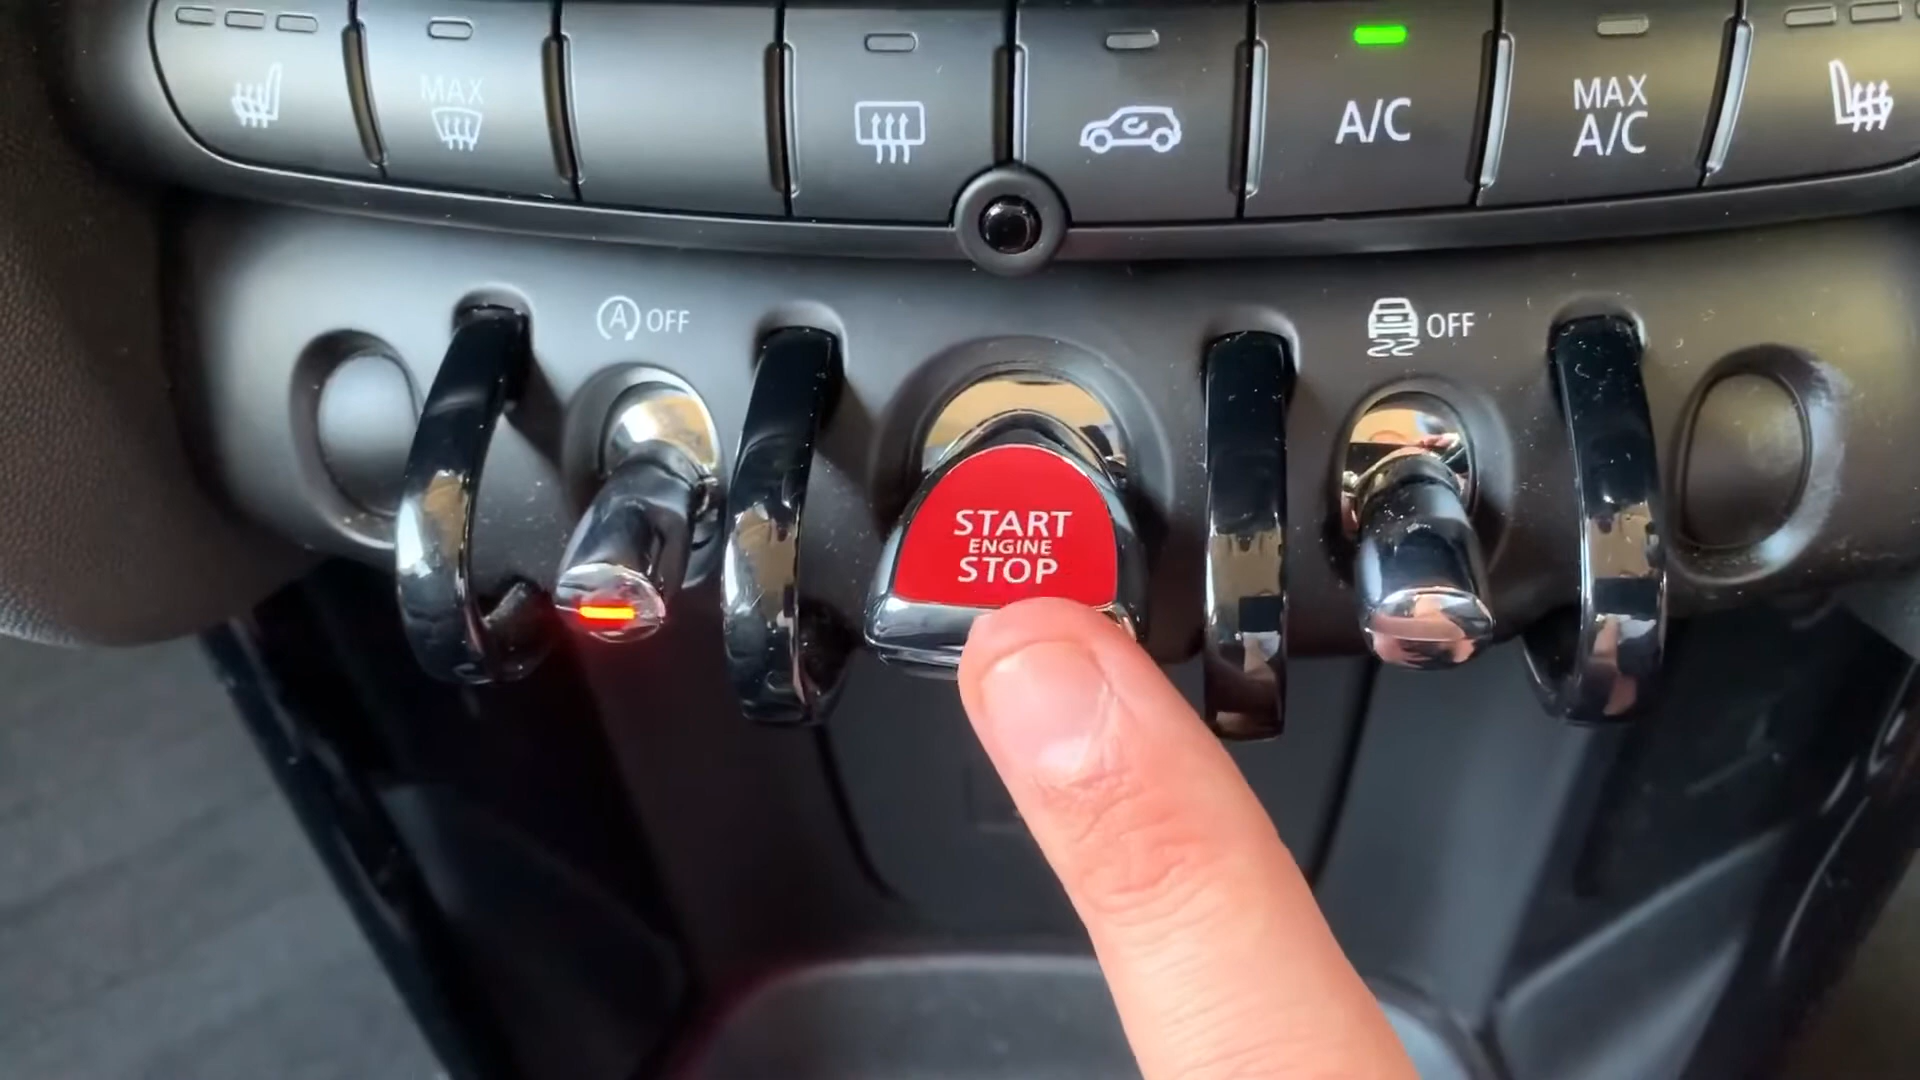 MAX
A/C
MAX
A/C
A OFF
OFF
START
ENGINE
STOP